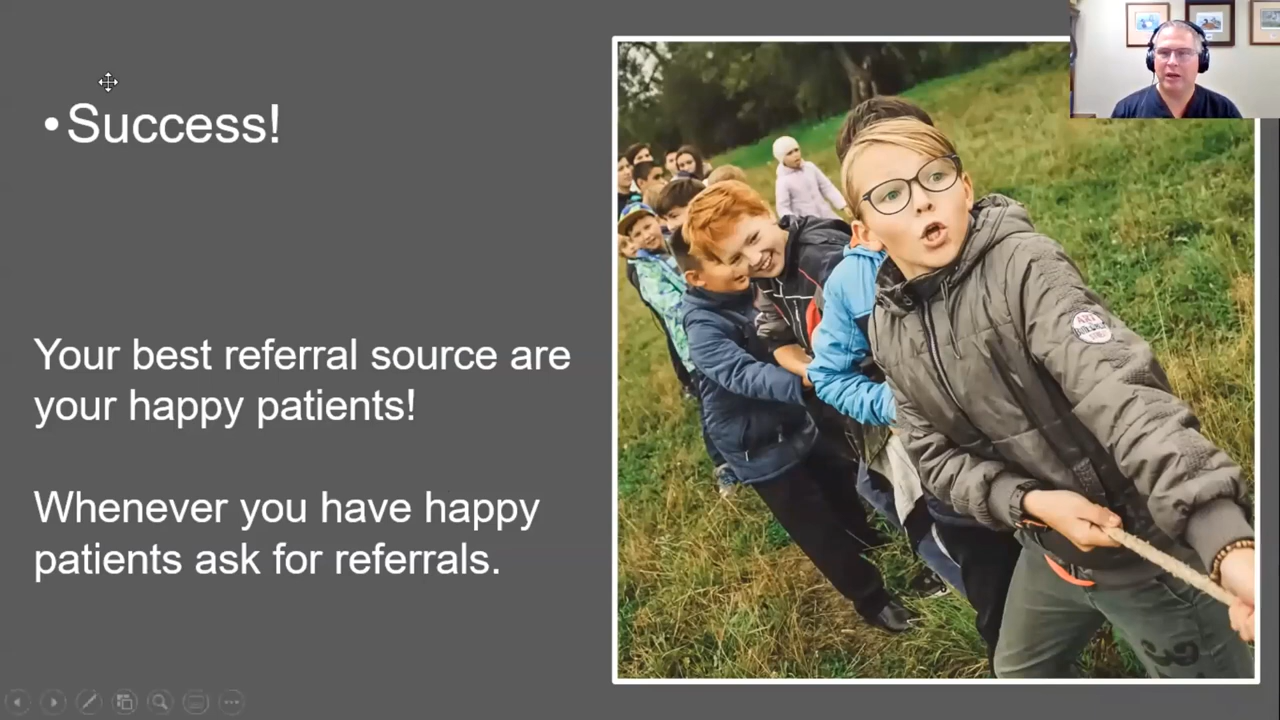 • Success!
Your best referral source are
your happy patients!
Whenever you have happy
patients ask for referrals.